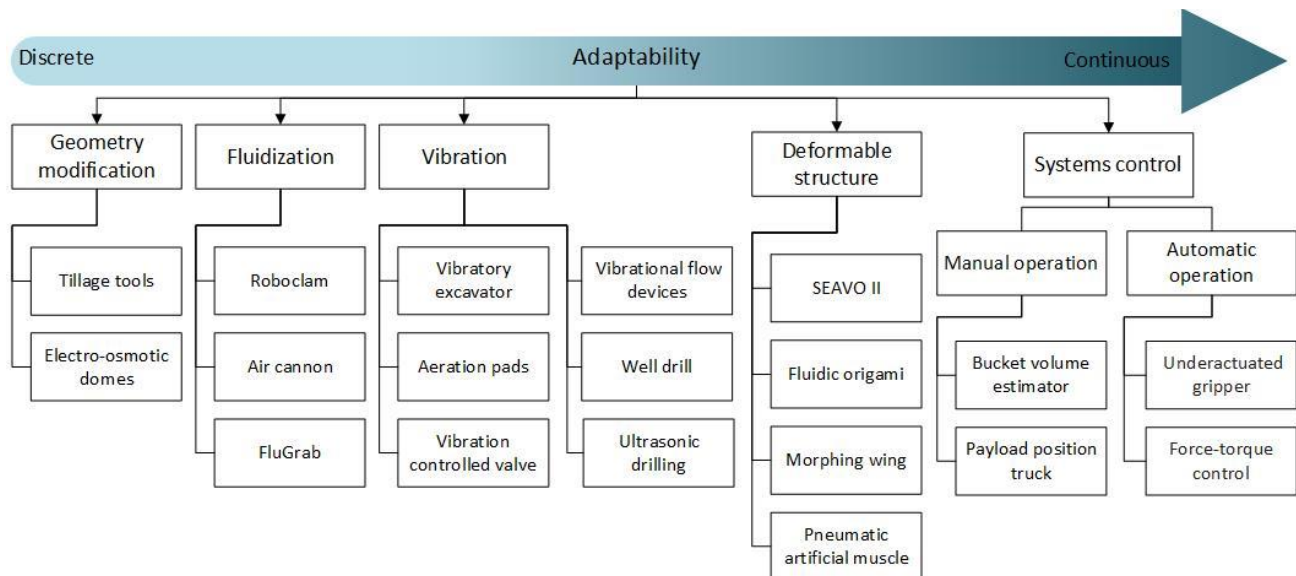 Discrete
Adaptability
Continuous
Geometry
modification
Fluidization
Vibration
Deformable
structure
Systems control
Tillage tools
Electro-osmotic
domes
Roboclam
Air cannon
FluGrab
Vibratory
excavator
Aeration pads
Vibration
controlled valve
Vibrational flow
devices
Well drill
Ultrasonic
drilling
SEAVO II
Fluidic origami
Morphing wing
Pneumatic
artificial muscle
Manual operation
Bucket volume
estimator
Payload position
truck
Automatic
operation
Underactuated
gripper
Force-torque
control